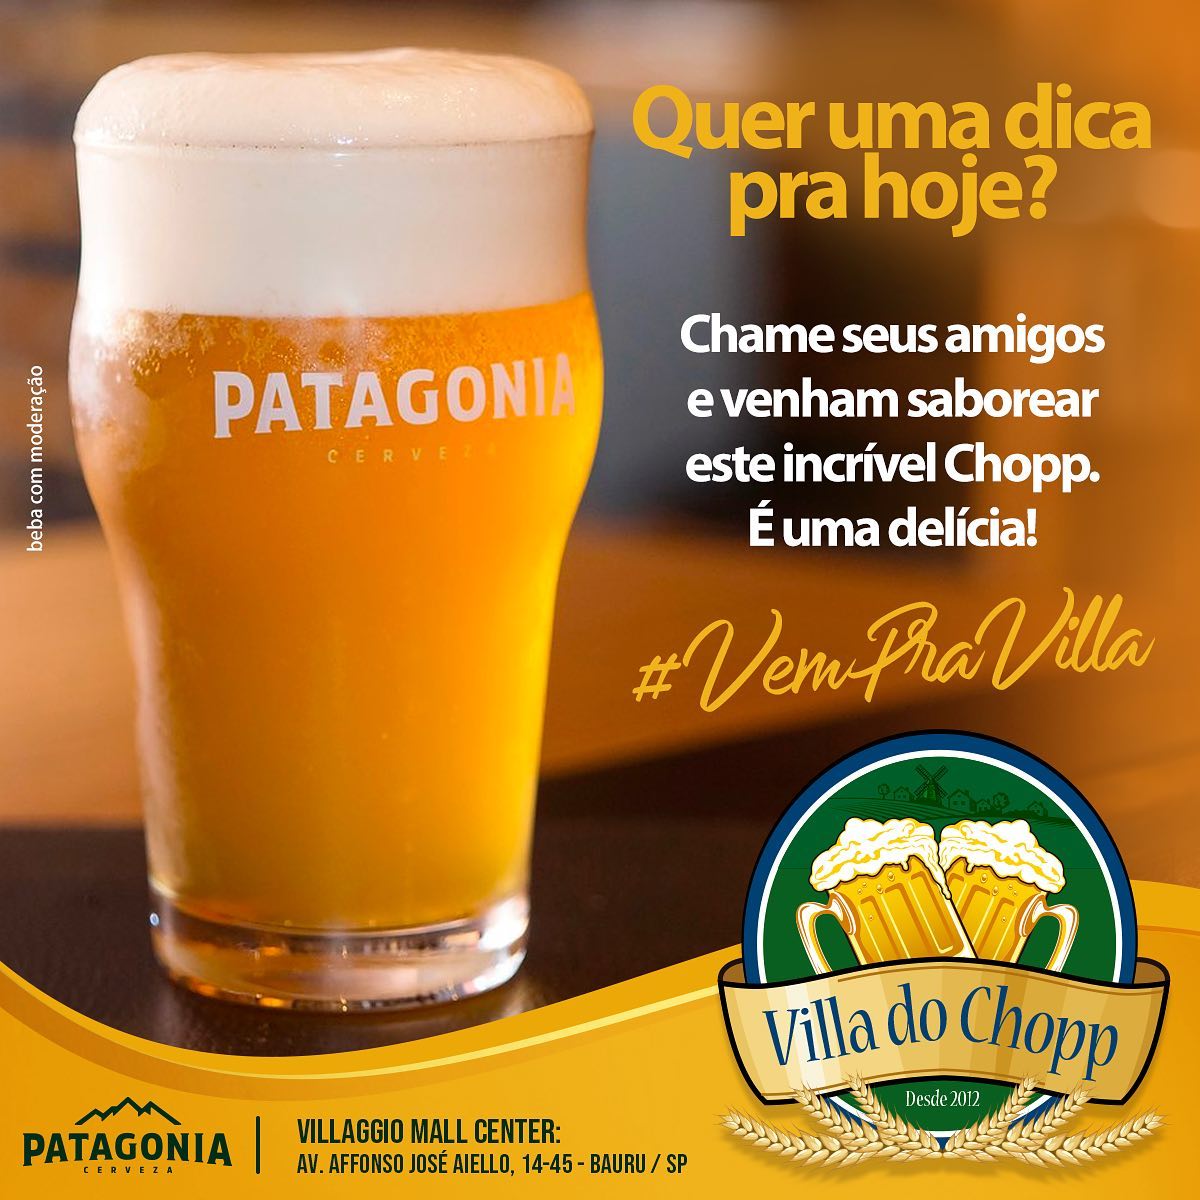 Quer uma dica
pra hoje?
Chame seus amigos
e venham saborear
este incrível Chopp.
É uma delícia!
#VemPraVilla
PATAGONIA
CERVEZA
beba com moderação
Villa do Chopp
Desde 2012
PATAGONIA
CERVEZA
VILLAGGIO MALL CENTER:
AV. AFFONSO JOSÉ AIELLO, 14-45 - BAURU / SP